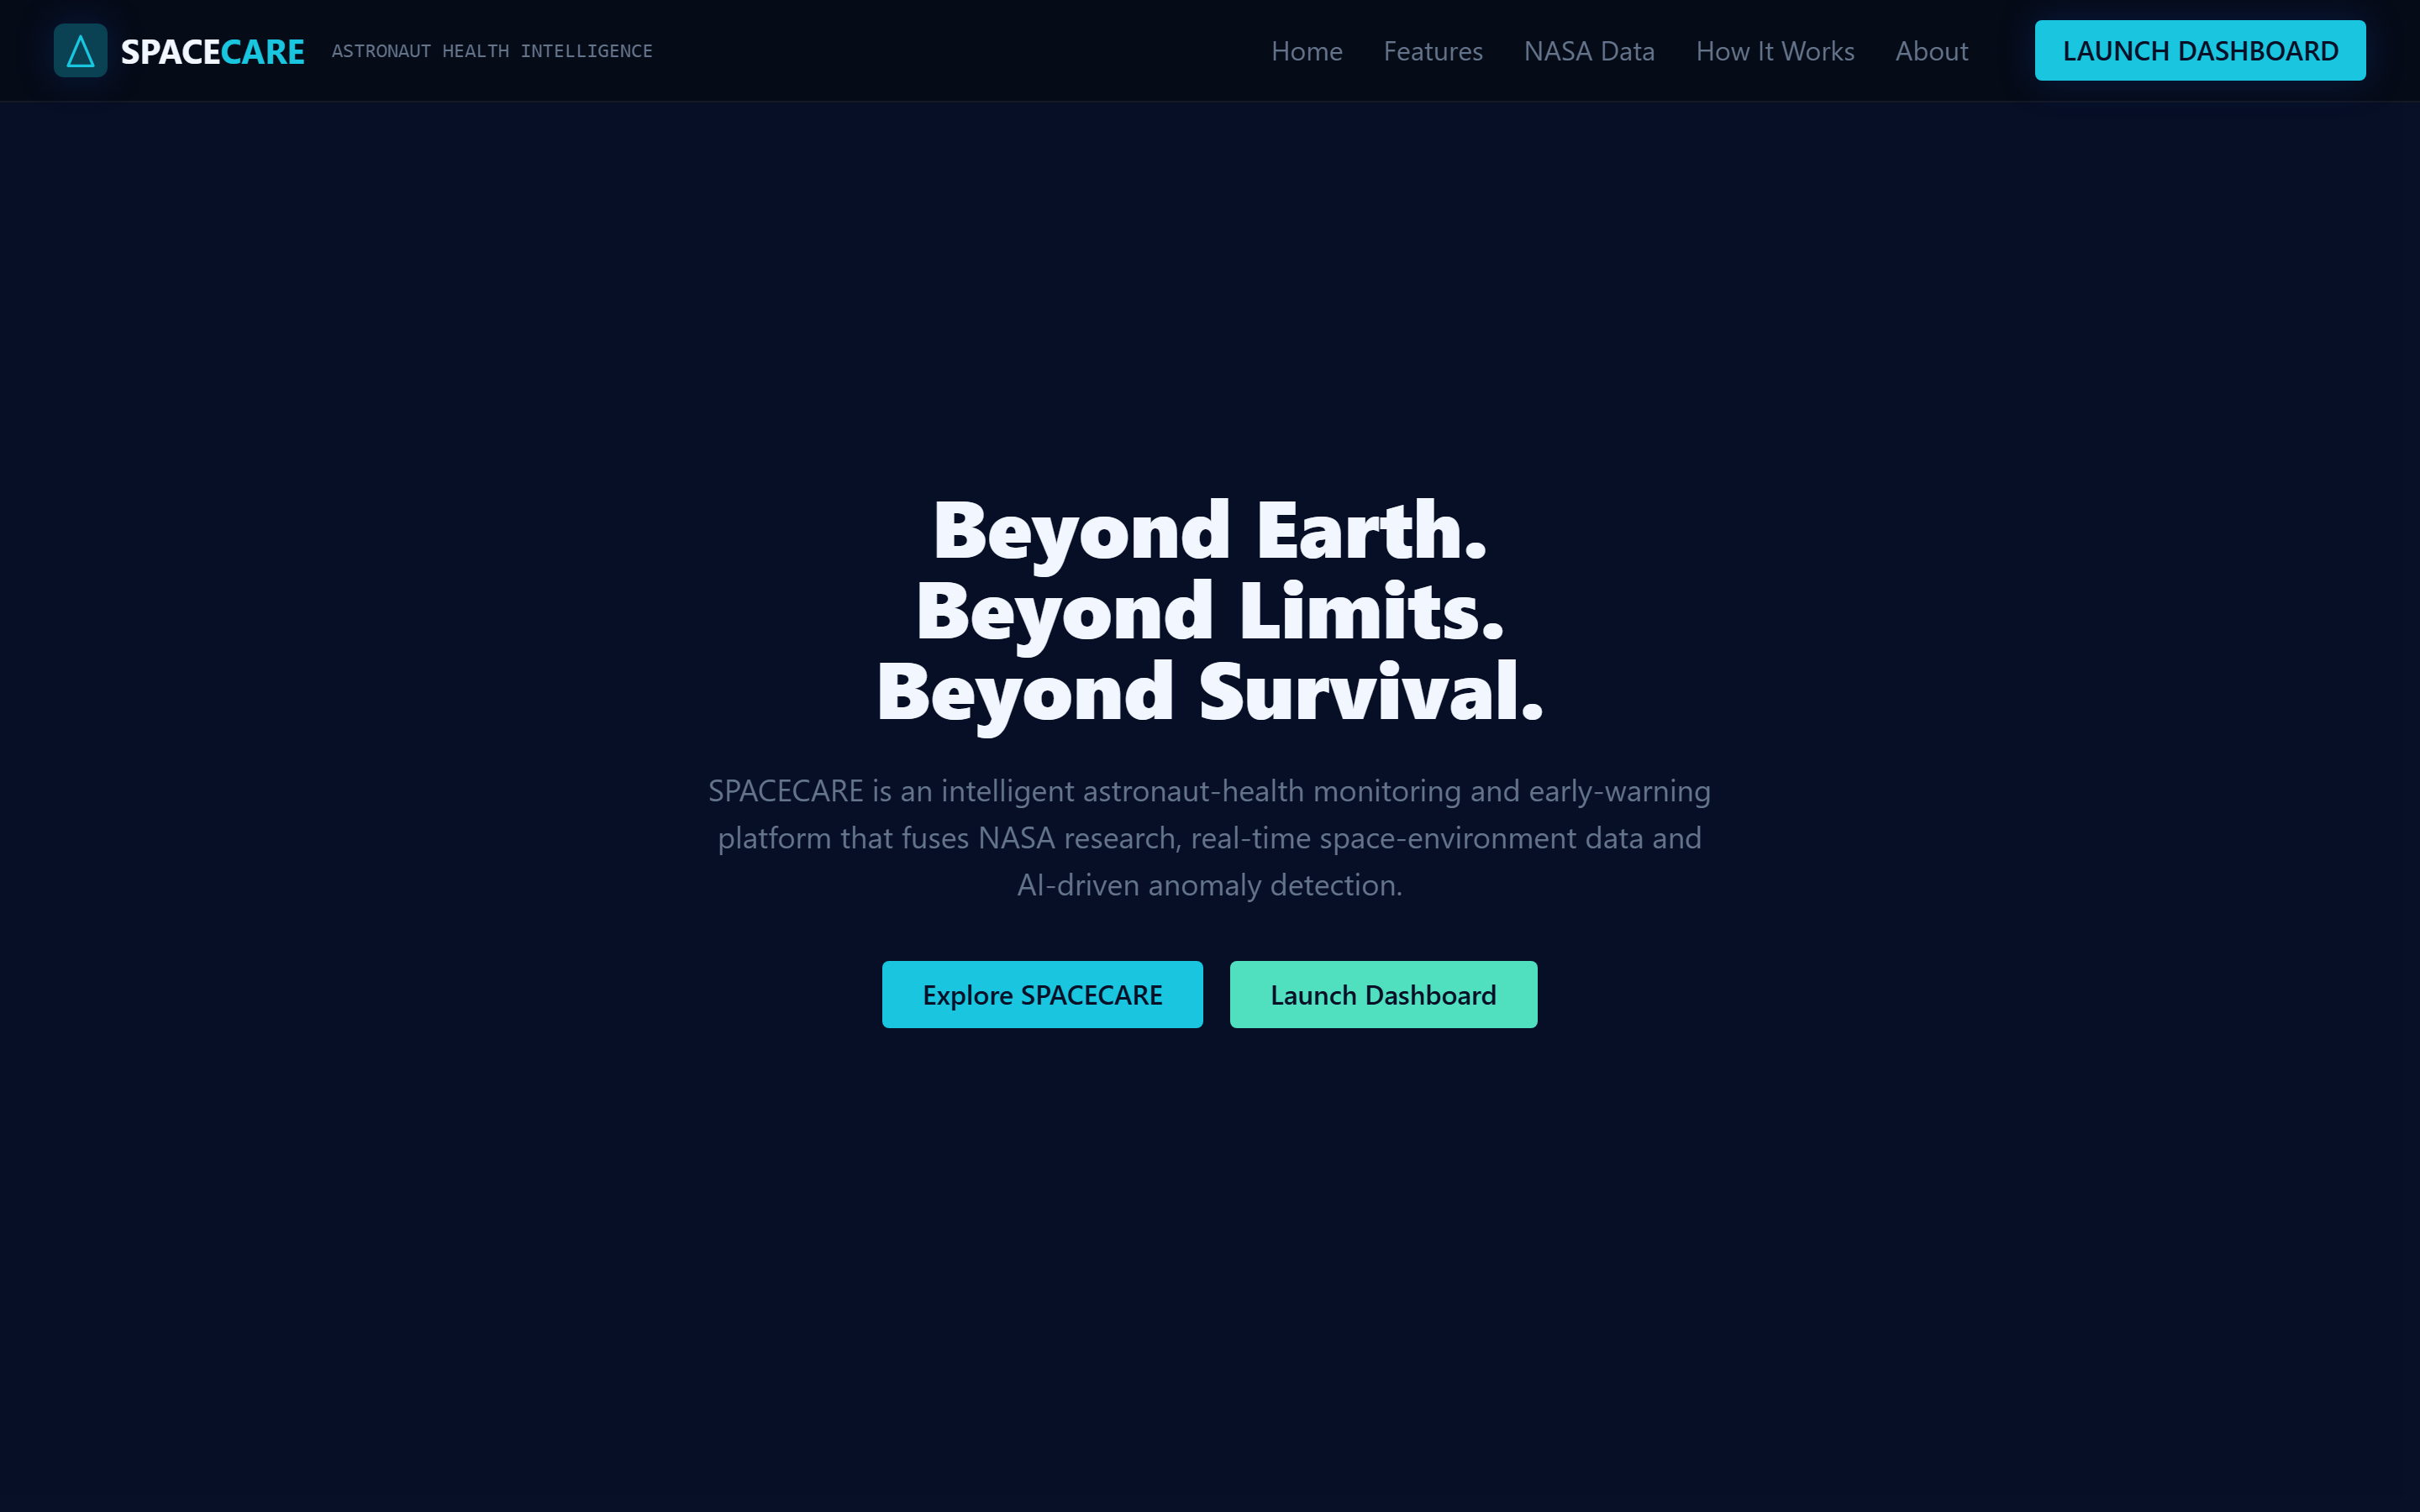 SPACECARE
ASTRONAUT HEALTH INTELLIGENCE
Home
Features
NASA Data
How It Works
About
LAUNCH DASHBOARD
Beyond Earth.
Beyond Limits.
Beyond Survival.
SPACECARE is an intelligent astronaut-health monitoring and early-warning
platform that fuses NASA research, real-time space-environment data and
AI-driven anomaly detection.
Explore SPACECARE
Launch Dashboard